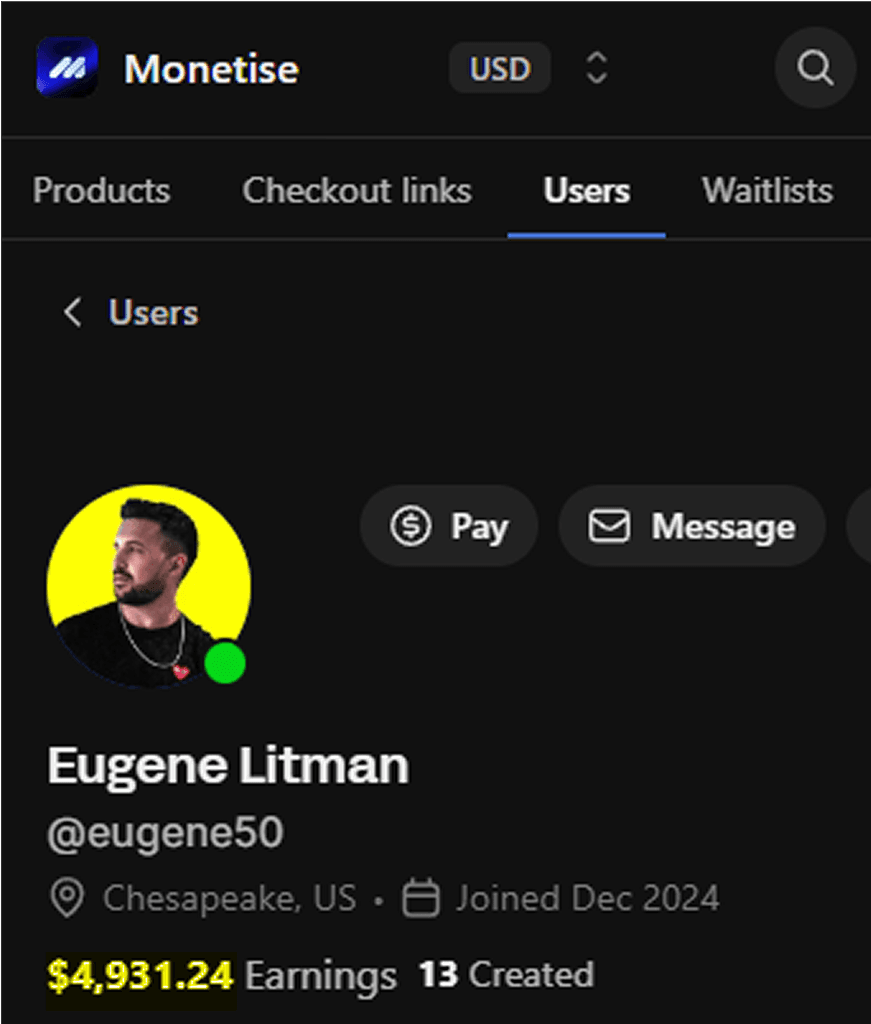 Monetise USD
Products Checkout links Users Waitlists
Users
Pay Message
Eugene Litman
@eugene50
Chesapeake, US • Joined Dec 2024
$4,931.24 Earnings 13 Created